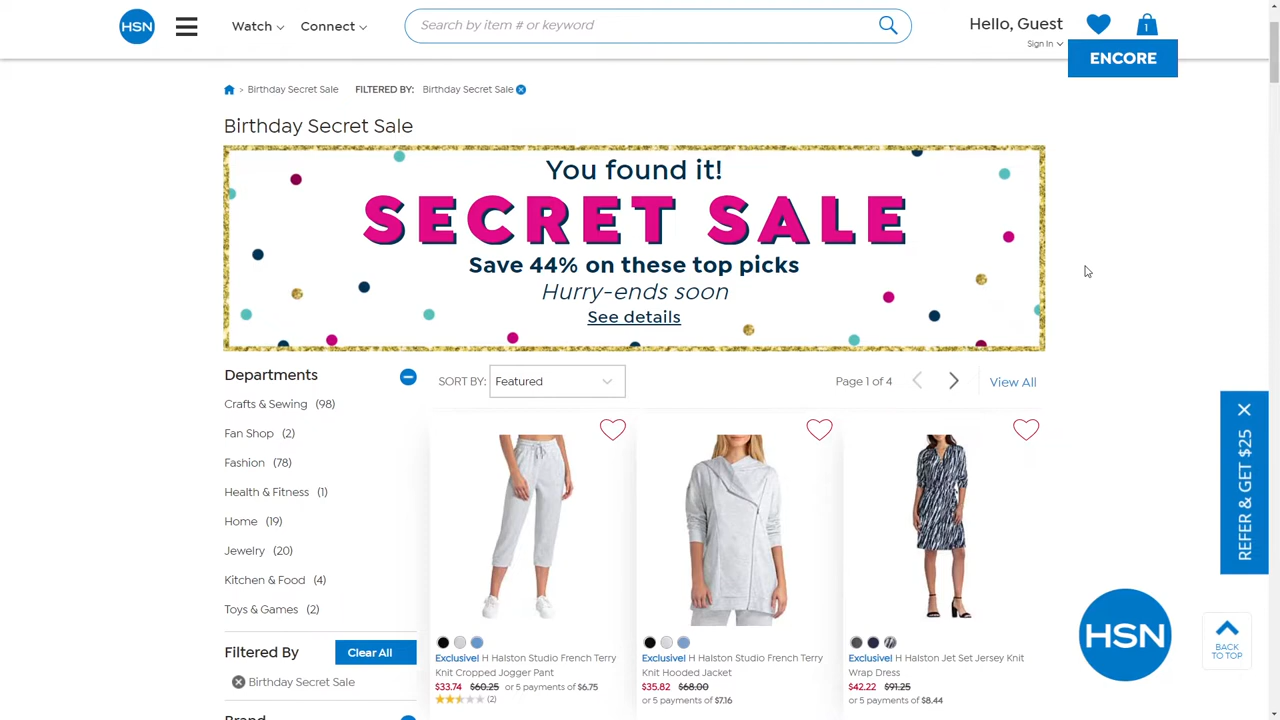 HSN
Watch
Connect
Search by item # or keyword
Hello, Guest
Sign In
1
ENCORE
> Birthday Secret Sale
FILTERED BY:
Birthday Secret Sale
Birthday Secret Sale
You found it!
SECRET SALE
Save 44% on these top picks
Hurry-ends soon
See details
Departments
Crafts & Sewing (98)
Fan Shop (2)
Fashion (78)
Health & Fitness (1)
Home (19)
Jewelry (20)
Kitchen & Food (4)
Toys & Games (2)
Filtered By
Clear All
Birthday Secret Sale
Brand
SORT BY:
Featured
Page 1 of 4
View All
Exclusive! H Halston Studio French Terry
Knit Cropped Jogger Pant
$33.74 $60.25 or 5 payments of $6.75
(2)
Exclusive! H Halston Studio French Terry
Knit Hooded Jacket
$35.82 $68.00
or 5 payments of $7.16
Exclusive! H Halston Jet Set Jersey Knit
Wrap Dress
$42.22 $91.25
or 5 payments of $8.44
REFER & GET $25
HSN
BACK
TO TOP